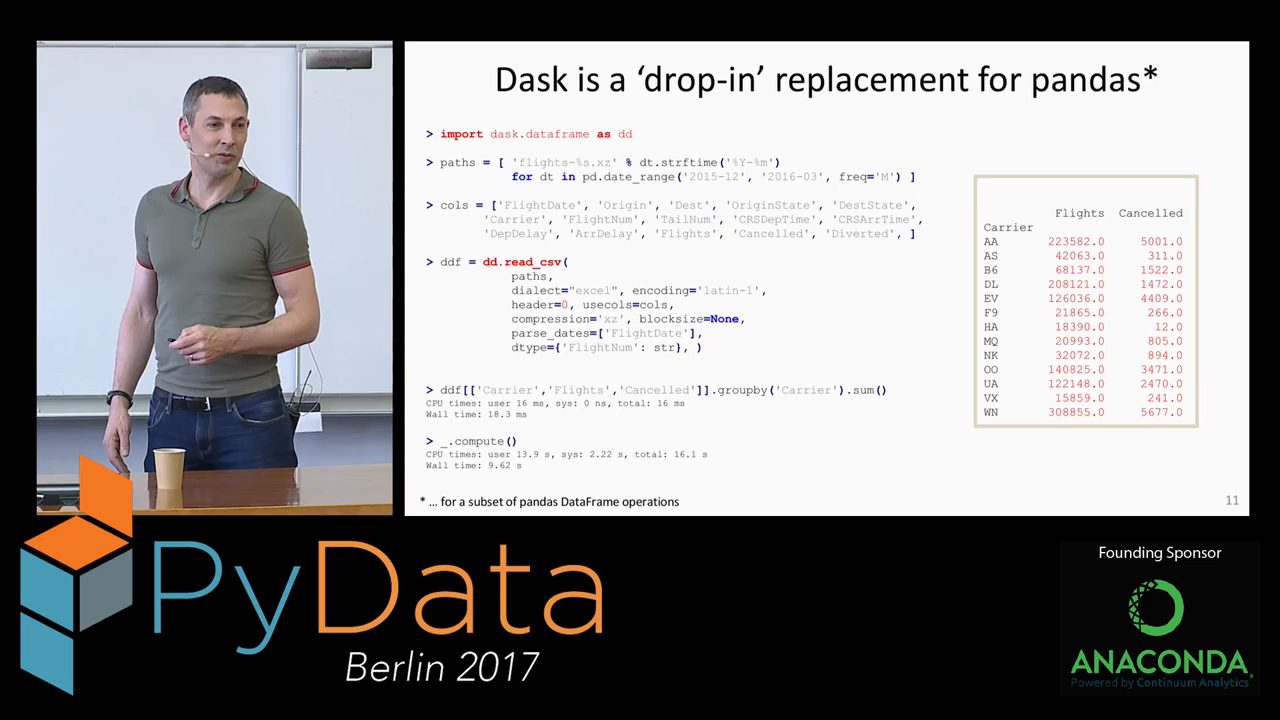 Dask is a ‘drop-in’ replacement for pandas*
> import dask.dataframe as dd
> paths = [ 'flights-%s.xz' % dt.strftime('%Y-%m')
for dt in pd.date_range('2015-12', '2016-03', freq='M') ]
> cols = ['FlightDate', 'Origin', 'Dest', 'OriginState', 'DestState',
'Carrier', 'FlightNum', 'TailNum', 'CRSDepTime', 'CRSArrTime',
'DepDelay', 'ArrDelay', 'Flights', 'Cancelled', 'Diverted', ]
> ddf = dd.read_csv(
paths,
dialect="excel", encoding='latin-1',
header=0, usecols=cols,
compression='xz', blocksize=None,
parse_dates=['FlightDate'],
dtype={'FlightNum': str}, )
> ddf[['Carrier','Flights','Cancelled']].groupby('Carrier').sum()
CPU times: user 16 ms, sys: 0 ns, total: 16 ms
Wall time: 18.3 ms
> _.compute()
CPU times: user 13.9 s, sys: 2.22 s, total: 16.1 s
Wall time: 9.62 s
Flights Cancelled
Carrier
AA 223582.0 5001.0
AS 42063.0 311.0
B6 68137.0 1522.0
DL 208121.0 1472.0
EV 126036.0 4409.0
F9 21865.0 266.0
HA 18390.0 12.0
MQ 20993.0 805.0
NK 32072.0 894.0
OO 140825.0 3471.0
UA 122148.0 2470.0
VX 15859.0 241.0
WN 308855.0 5677.0
* ... for a subset of pandas DataFrame operations
11
PyData
Berlin 2017
Founding Sponsor
ANACONDA
Powered by Continuum Analytics